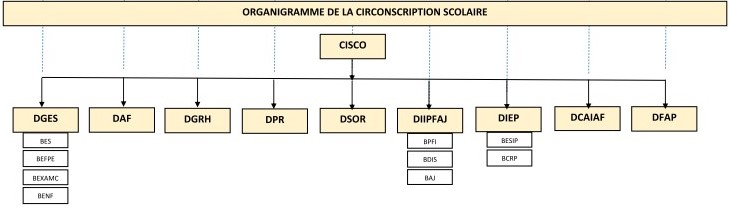 ORGANIGRAMME DE LA CIRCONSCRIPTION SCOLAIRE
CISCO
DGES DAF DGRH DPR DSOR DIIPFAJ DIEP DCAIAF DFAP
BES BPFI BESIP
BEFPE BDIS BCRP
BEXAMC BAJ
BENF